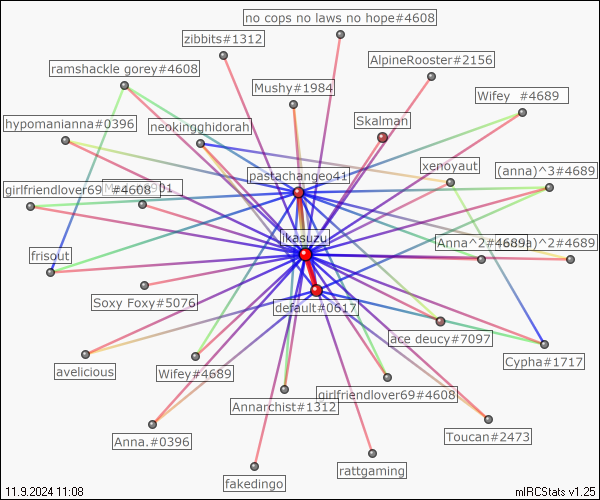 no cops no laws no hope#4608
zibbits#1312
AlpineRooster#2156
ramshackle gorey#4608
Mushy#1984
Wifey #4689
Skalman
hypomanianna#0396
neokingghidorah
xenoyaut
(anna)^3#4689
pastachangeo41
girlfriendlover69 #4608
jkasuzu
Anna^2#4689
)^2#4689
frisout
Soxy Foxy#5076
default#0617
ace deucy#7097
Cypha#1717
avelicious
Wifey#4689
girlfriendlover69#4608
Annarchist#1312
Anna.#0396
Toucan#2473
rattgaming
fakedingo
11.9.2024 11:08
mIRCStats v1.25